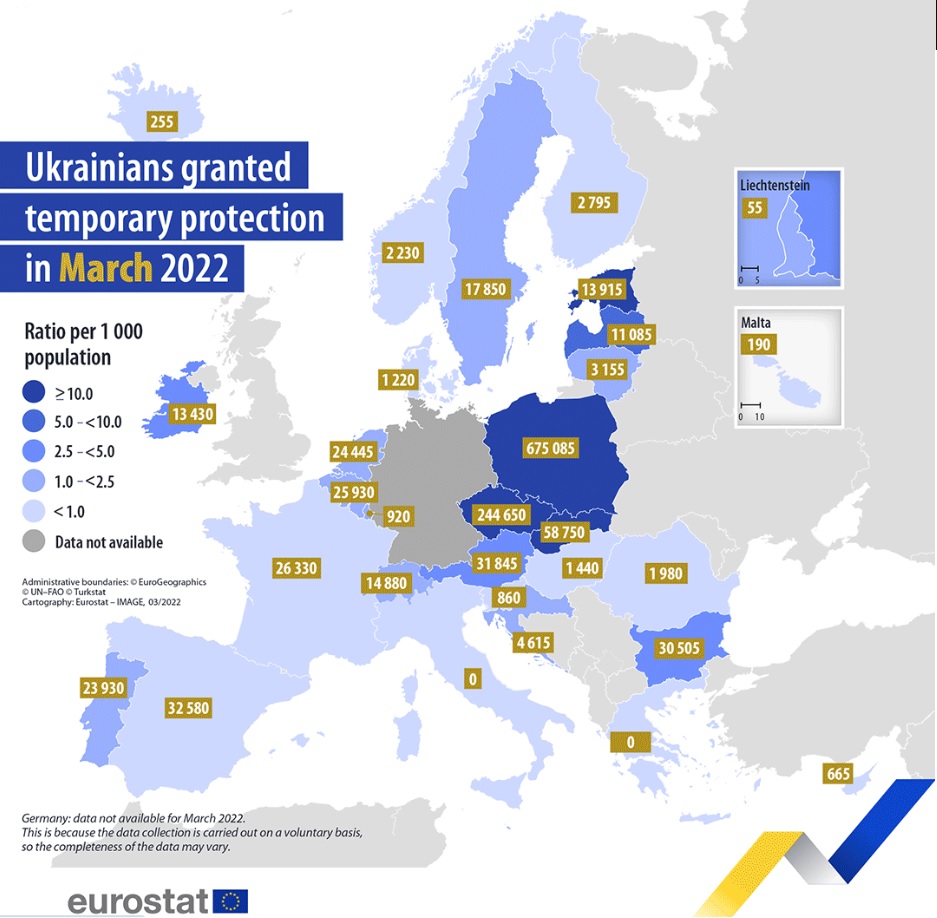 255
Ukrainians granted
temporary protection
in March 2022
Liechtenstein
55
0 5
2 795
2 230
17 850
13 915
Malta
190
0 10
Ratio per 1 000
population
≥ 10.0
5.0 - <10.0
2.5 - <5.0
1.0 - <2.5
< 1.0
Data not available
11 085
3 155
1 220
13 430
24 445
675 085
25 930
920
244 650
58 750
26 330
14 880
31 845
1 440
1 980
860
4 615
30 505
Administrative boundaries: © EuroGeographics
© UN–FAO © Turkstat
Cartography: Eurostat – IMAGE, 03/2022
23 930
32 580
0
0
665
Germany: data not available for March 2022.
This is because the data collection is carried out on a voluntary basis,
so the completeness of the data may vary.
eurostat